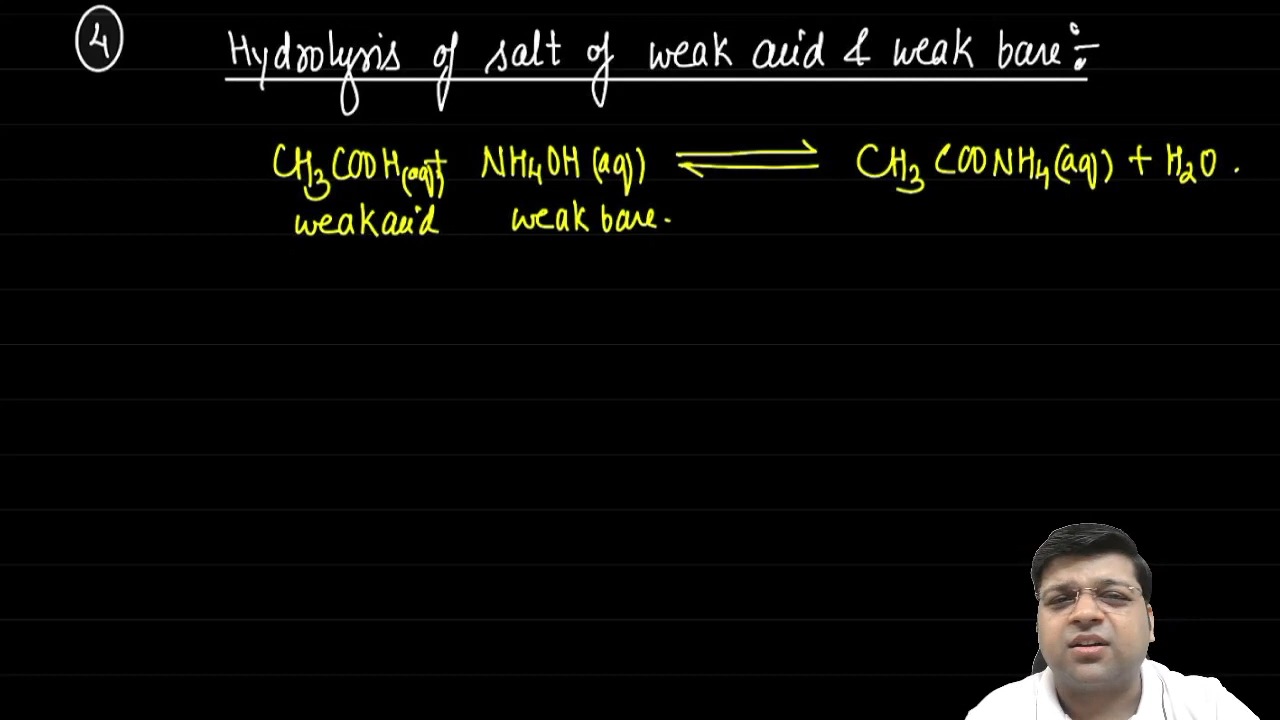 4 Hydrolysis of salt of weak acid & weak base:-
CH3COOH(aq)+ NH4OH (aq) ⇌ CH3COONH4(aq) + H2O.
weak acid weak base.